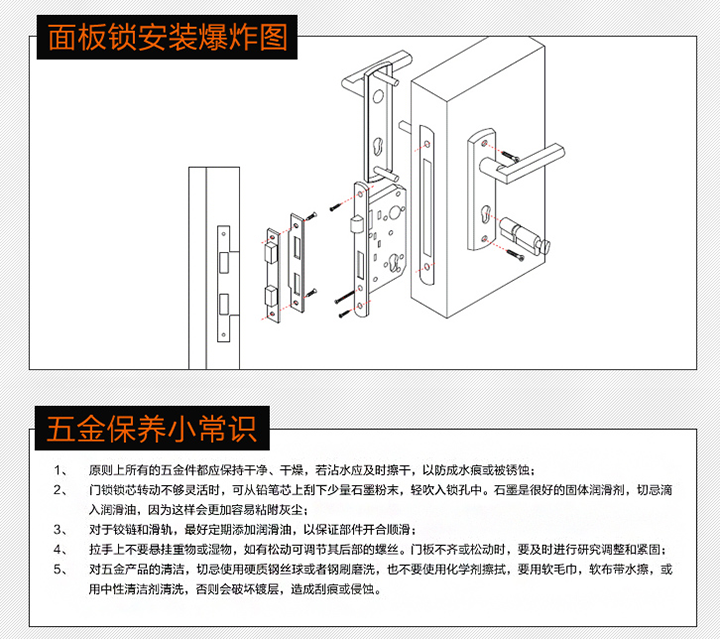 面板锁安装爆炸图
五金保养小常识
1、 原则上所有的五金件都应保持干净、干燥，若沾水应及时擦干，以防成水痕或被锈蚀；
2、 门锁锁芯转动不够灵活时，可从铅笔芯上刮下少量石墨粉末，轻吹入锁孔中。石墨是很好的固体润滑剂，切忌滴
入润滑油，因为这样会更加容易粘附灰尘；
3、 对于铰链和滑轨，最好定期添加润滑油，以保证部件开合顺滑；
4、 拉手上不要悬挂重物或湿物，如有松动可调节其后部的螺丝。门板不齐或松动时，要及时进行研究调整和紧固；
5、 对五金产品的清洁，切忌使用硬质钢丝球或者钢刷磨洗，也不要使用化学剂擦拭，要用软毛巾，软布带水擦，或
用中性清洁剂清洗，否则会破坏镀层，造成刮痕或侵蚀。